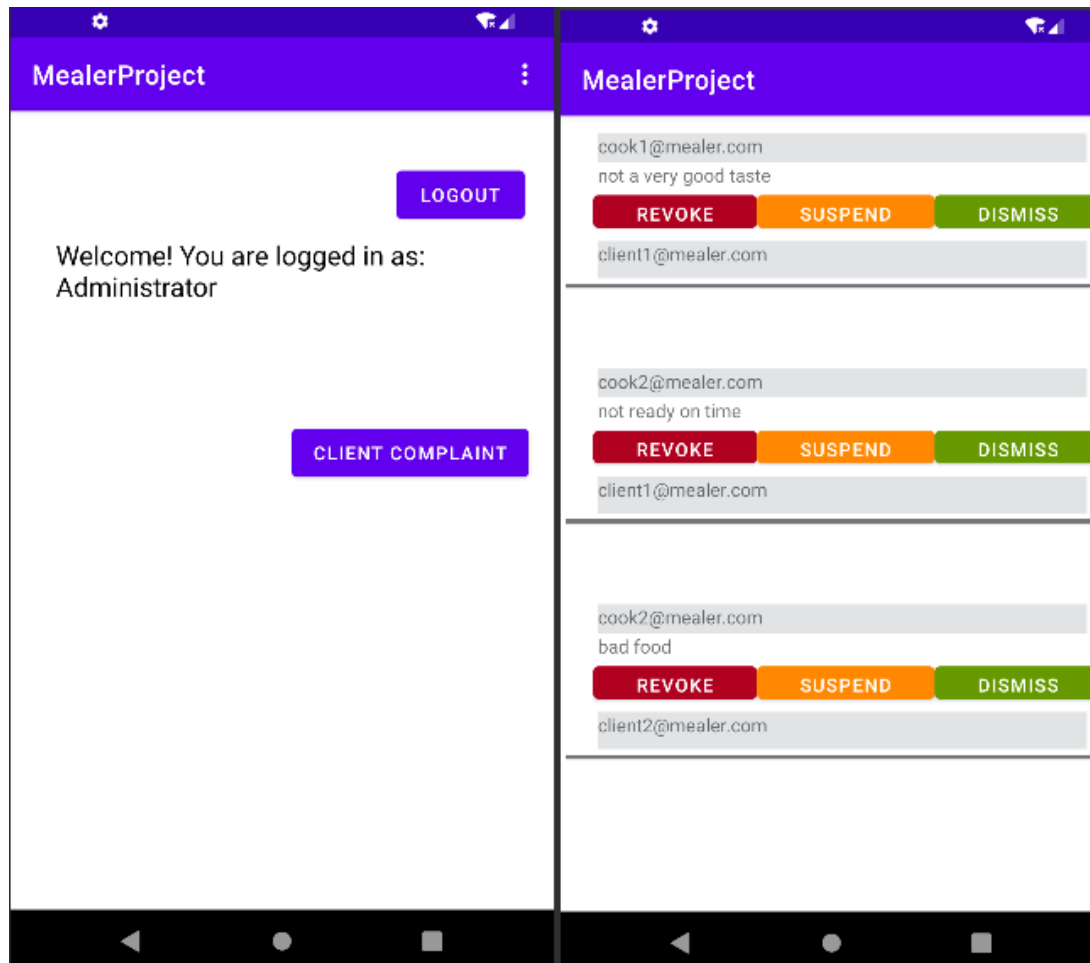 MealerProject
LOGOUT
Welcome! You are logged in as:
Administrator
CLIENT COMPLAINT
MealerProject
cook1@mealer.com
not a very good taste
REVOKE SUSPEND DISMISS
client1@mealer.com
cook2@mealer.com
not ready on time
REVOKE SUSPEND DISMISS
client1@mealer.com
cook2@mealer.com
bad food
REVOKE SUSPEND DISMISS
client2@mealer.com